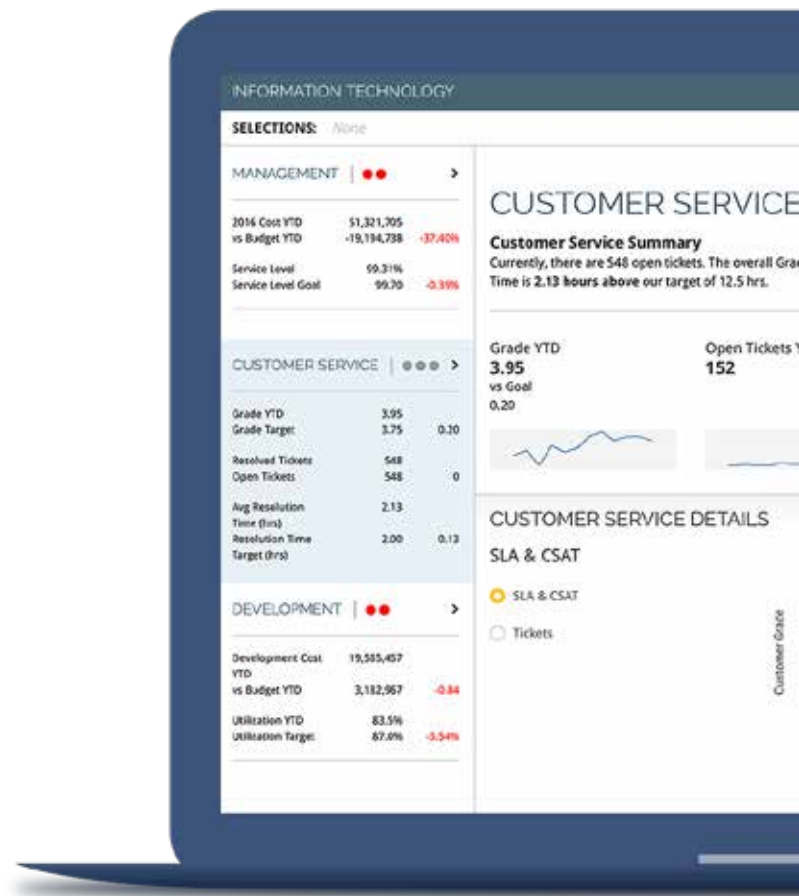 INFORMATION TECHNOLOGY
SELECTIONS: None
MANAGEMENT | >
2016 Cost YTD 51,321,705
vs Budget YTD -19,194,738 -37.40%
Service Level 99.31%
Service Level Goal 99.70 -0.39%
CUSTOMER SERVICE | >
Grade YTD 3.95
Grade Target 3.75 0.20
Resolved Tickets 548
Open Tickets 548 0
Avg Resolution 2.13
Time (hrs)
Resolution Time 2.00 0.13
Target (hrs)
DEVELOPMENT | >
Development Cost 19,585,457
YTD
vs Budget YTD 3,182,967 -0.84
Utilization YTD 83.5%
Utilization Target 87.0% -3.54%
CUSTOMER SERVICE
Customer Service Summary
Currently, there are 548 open tickets. The overall Grad
Time is 2.13 hours above our target of 12.5 hrs.
Grade YTD
3.95
vs Goal
0.20
Open Tickets Y
152
CUSTOMER SERVICE DETAILS
SLA & CSAT
SLA & CSAT
Tickets
Customer Grace